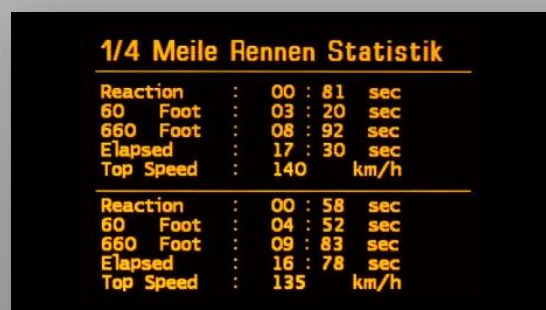 1/4 Meile Rennen Statistik
Reaction : 00 : 81 sec
60 Foot : 03 : 20 sec
660 Foot : 08 : 92 sec
Elapsed : 17 : 30 sec
Top Speed : 140 km/h
Reaction : 00 : 58 sec
60 Foot : 04 : 52 sec
660 Foot : 09 : 83 sec
Elapsed : 16 : 78 sec
Top Speed : 135 km/h